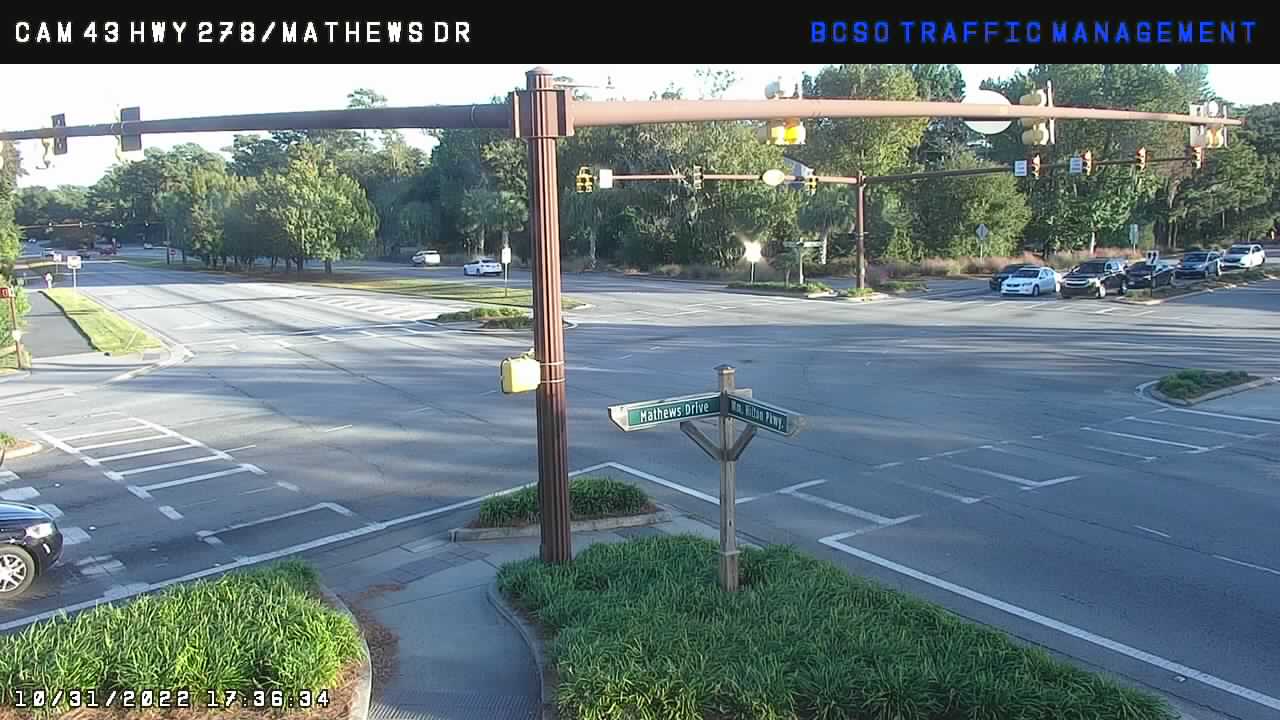 CAM 43 HWY 278/MATHEWS DR
BCSO TRAFFIC MANAGEMENT
Mathews Drive
Wm. Hilton Pkwy.
10/31/2022 17:36:34